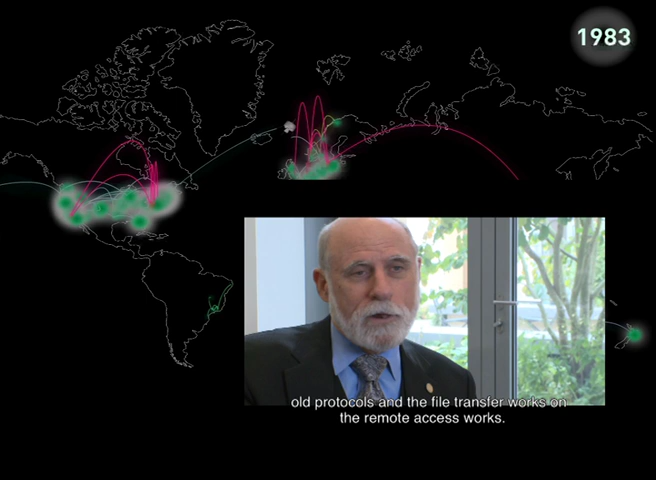 1983
old protocols and the file transfer works on
the remote access works.